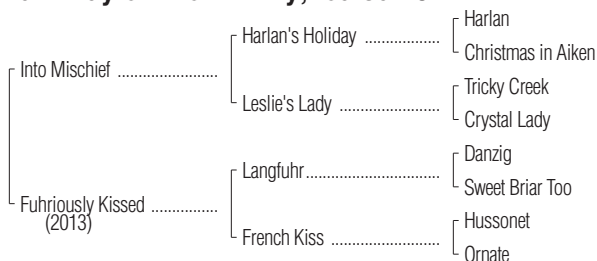 Harlan
Harlan's Holiday ......................
Christmas in Aiken
Into Mischief ......................
Tricky Creek
Leslie's Lady ......................
Crystal Lady
Danzig
Langfuhr.............................
Sweet Briar Too
Fuhriously Kissed ...............
(2013)
Hussonet
French Kiss ........................
Ornate